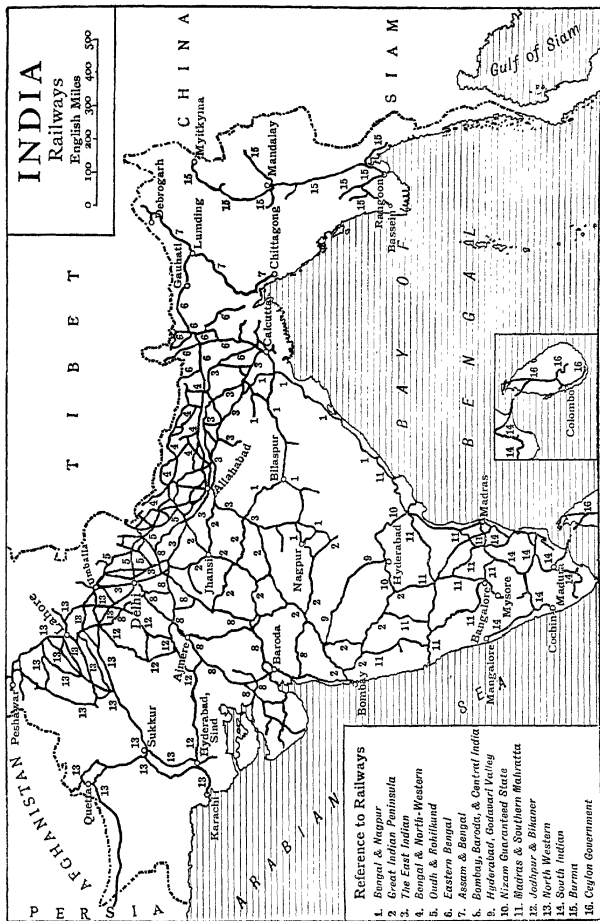 INDIA
Railways
English Miles
0 100 200 300 400 500
CHINA
TIBET
SIAM
Gulf of Siam
AFGHANISTAN
PERSIA
ARABIAN
SEA
BAY OF
BENGAL
Peshawar
Lahore
Umballa
Quetta
Sukkur
Delhi
Ajmere
Hyderabad,
Sind
Karachi
Jhansi
Allahabad
Baroda
Bilaspur
Nagpur
Bombay
Calcutta
Gauhati
Lumding
Debrogarh
Chittagong
Myitkyina
Mandalay
Rangoon
Bassein
Hyderabad
Madras
Bangalore
Mysore
Mangalore
Cochin
Madura
Colombo
Reference to Railways
1. Bengal & Nagpur
2 Great Indian Peninsula
3. The East Indian
4. Bengal & North-Western
5. Oudh & Rohilkund
6. Eastern Bengal
7. Assam & Bengal
8. Bombay, Baroda, & Central India
9. Hyderabad, Godavari Valley
10. Nizam Guaranteed State
11. Madras & Southern Mahratta
12. Jodhpur & Bikaner
13. North Western
14. South Indian
15. Burma
16. Ceylon Government